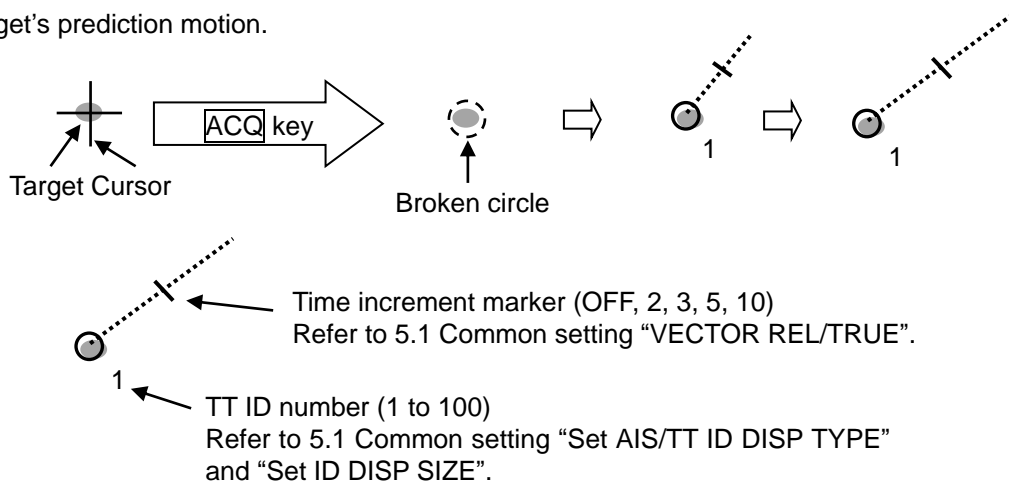 get’s prediction motion.
ACQ key
1
1
Target Cursor
Broken circle
Time increment marker (OFF, 2, 3, 5, 10)
Refer to 5.1 Common setting “VECTOR REL/TRUE”.
1
TT ID number (1 to 100)
Refer to 5.1 Common setting “Set AIS/TT ID DISP TYPE”
and “Set ID DISP SIZE”.